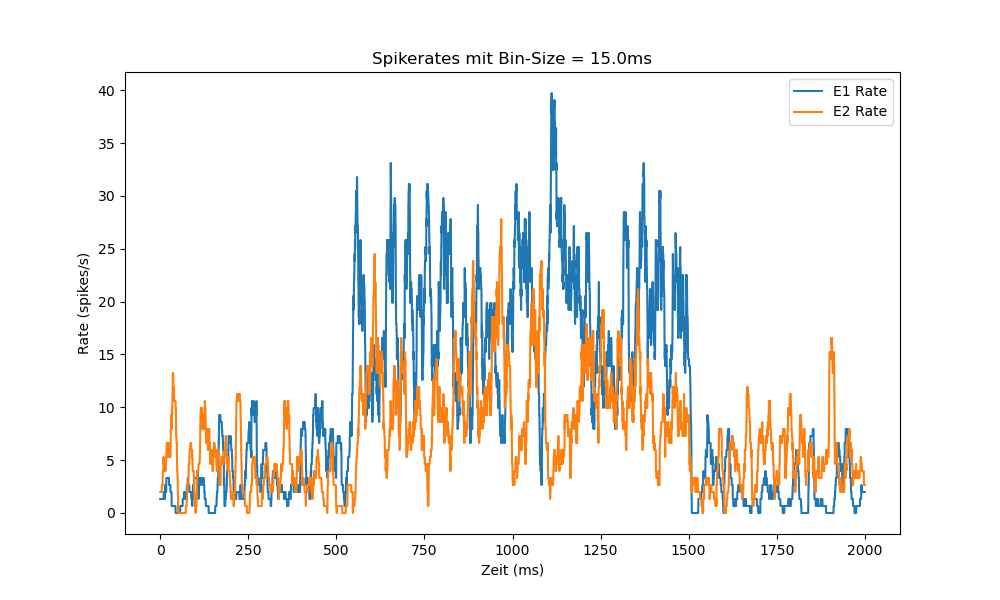 Spikerates mit Bin-Size = 15.0ms
E1 Rate
E2 Rate
Rate (spikes/s)
40
35
30
25
20
15
10
5
0
0 250 500 750 1000 1250 1500 1750 2000
Zeit (ms)